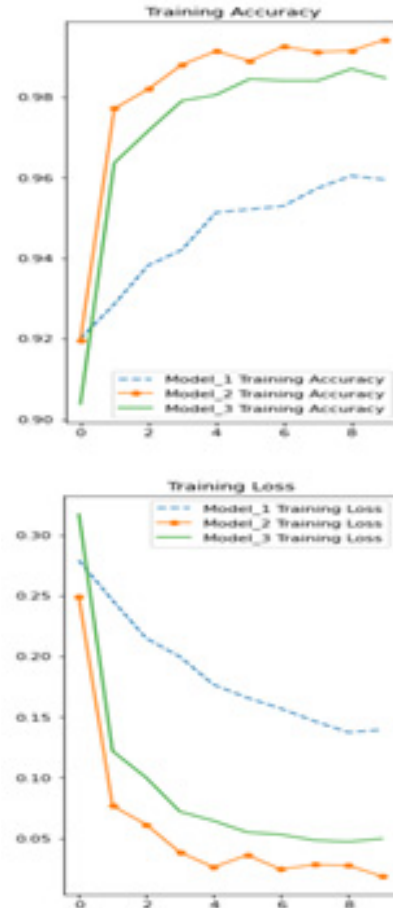 Training Accuracy
0.98
0.96
0.94
0.92
0.90
Model_1 Training Accuracy
Model_2 Training Accuracy
Model_3 Training Accuracy
0 2 4 6 8
Training Loss
0.30
0.25
0.20
0.15
0.10
0.05
Model_1 Training Loss
Model_2 Training Loss
Model_3 Training Loss
0 2 4 6 8